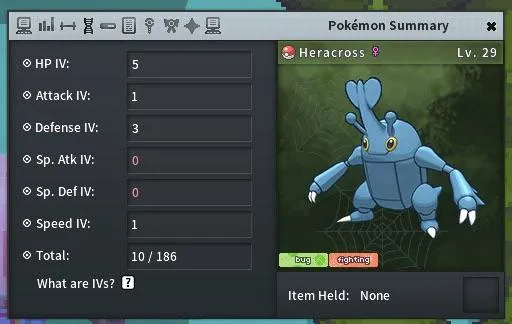 Pokémon Summary
Heracross Lv. 29
HP IV: 5
Attack IV: 1
Defense IV: 3
Sp. Atk IV: 0
Sp. Def IV: 0
Speed IV: 1
Total: 10 / 186
What are IVs? ?
bug fighting
Item Held: None